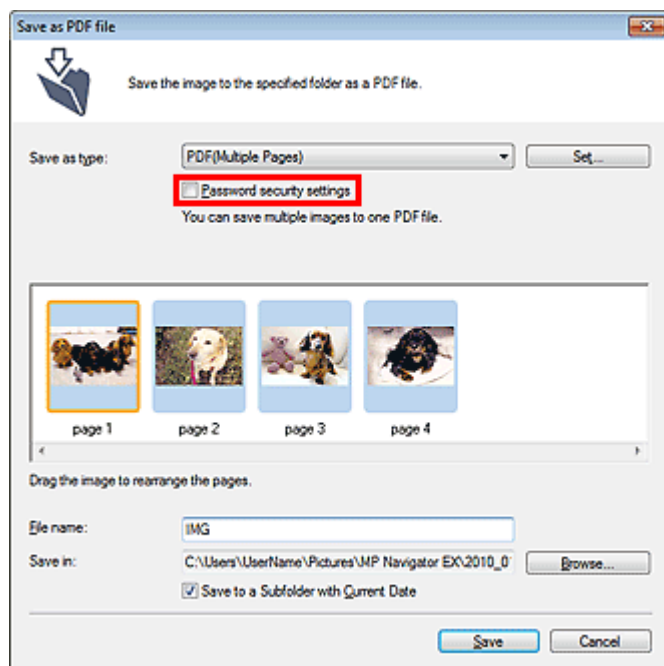 Save as PDF file
Save the image to the specified folder as a PDF file.
Save as type: PDF(Multiple Pages) Set...
Password security settings
You can save multiple images to one PDF file.
page 1 page 2 page 3 page 4
Drag the image to rearrange the pages.
File name: IMG
Save in: C:\Users\UserName\Pictures\MP Navigator EX\2010_0 Browse...
Save to a Subfolder with Current Date
Save Cancel